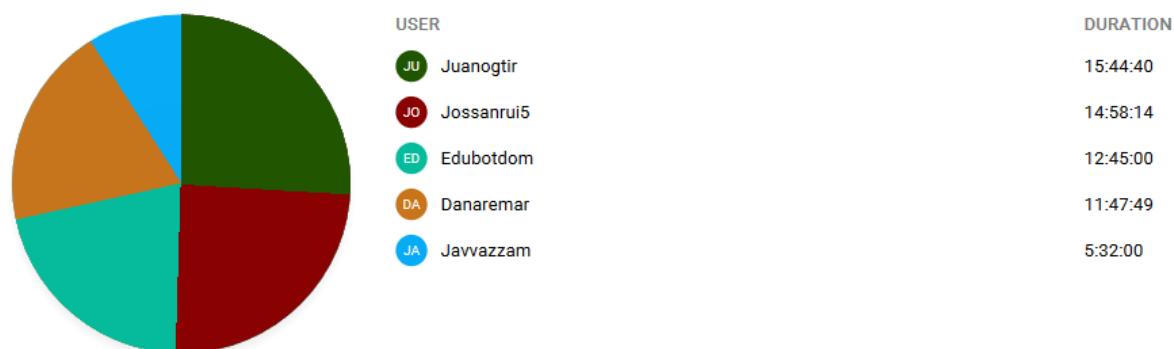 USER DURATION
JU Juanogtir 15:44:40
JO Jossanrui5 14:58:14
ED Edubotdom 12:45:00
DA Danaremar 11:47:49
JA Javvazzam 5:32:00